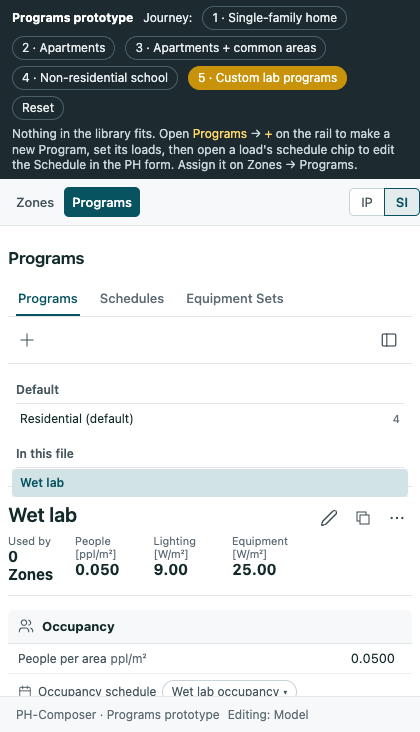 Programs prototype Journey: 1 · Single-family home
2 · Apartments 3 · Apartments + common areas
4 · Non-residential school 5 · Custom lab programs
Reset
Nothing in the library fits. Open Programs → + on the rail to make a
new Program, set its loads, then open a load's schedule chip to edit
the Schedule in the PH form. Assign it on Zones → Programs.
Zones Programs IP SI
Programs
Programs Schedules Equipment Sets
Default
Residential (default) 4
In this file
Wet lab
Wet lab
Used by People Lighting Equipment
[ppl/m²] [W/m²] [W/m²]
0 Zones 0.050 9.00 25.00
Occupancy
People per area ppl/m² 0.0500
Occupancy schedule Wet lab occupancy
PH-Composer · Programs prototype Editing: Model